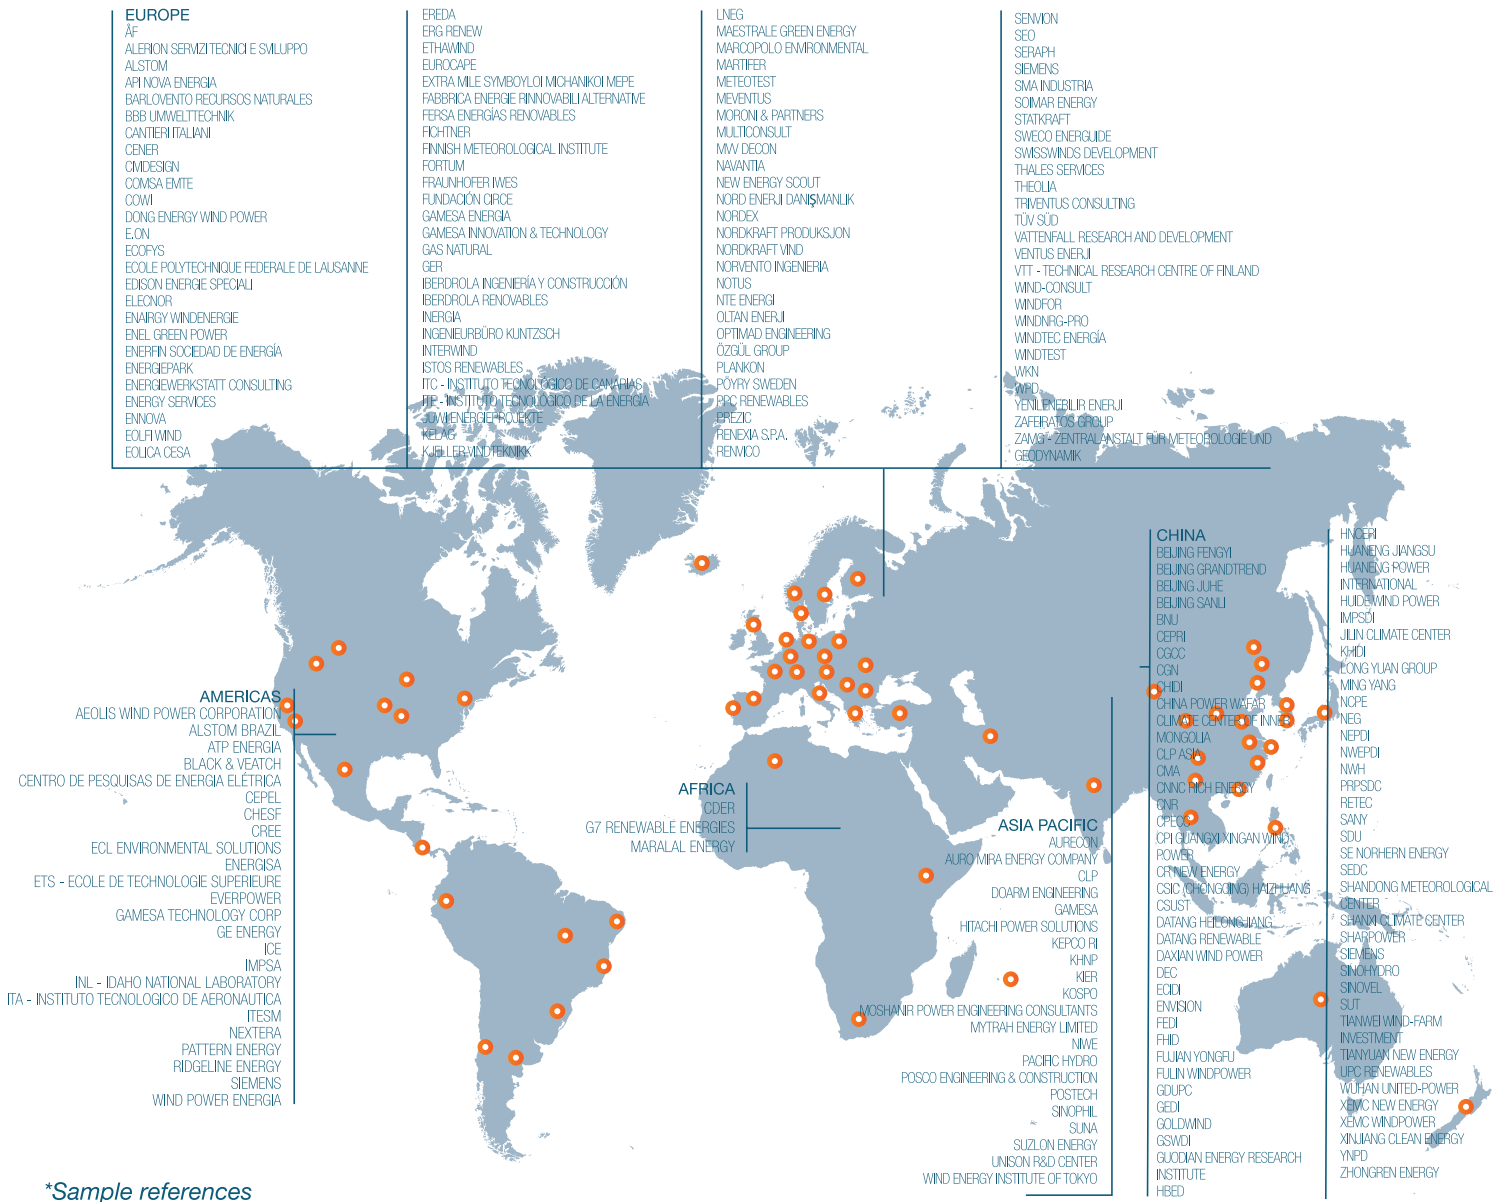 EUROPE
ÅF
ALERION SERVIZI TECNICI E SVILUPPO
ALSTOM
API NOVA ENERGIA
BARLOVENTO RECURSOS NATURALES
BBB UMWELTTECHNIK
CANTIERI ITALIANI
CENER
CMDESIGN
COMSA EMTE
COWI
DONG ENERGY WIND POWER
E.ON
ECOFYS
ECOLE POLYTECHNIQUE FEDERALE DE LAUSANNE
EDISON ENERGIE SPECIALI
ELECNOR
ENAIRGY WINDENERGIE
ENEL GREEN POWER
ENERFIN SOCIEDAD DE ENERGÍA
ENERGIEPARK
ENERGIEWERKSTATT CONSULTING
ENERGY SERVICES
ENNOVA
EOLFI WIND
EOLICA CESA
EREDA
ERG RENEW
ETHAWIND
EUROCAPE
EXTRA MILE SYMBOYLOI MICHANIKOI MEPE
FABBRICA ENERGIE RINNOVABILI ALTERNATIVE
FERSA ENERGÍAS RENOVABLES
FICHTNER
FINNISH METEOROLOGICAL INSTITUTE
FORTUM
FRAUNHOFER IWES
FUNDACIÓN CIRCE
GAMESA ENERGIA
GAMESA INNOVATION & TECHNOLOGY
GAS NATURAL
GER
IBERDROLA INGENIERÍA Y CONSTRUCCIÓN
IBERDROLA RENOVABLES
INERGIA
INGENIEURBÜRO KUNTZSCH
INTERWIND
ISTOS RENEWABLES
ITC - INSTITUTO TECNOLÓGICO DE CANARIAS
ITE - INSTITUTO TECNOLÓGICO DE LA ENERGÍA
JUWI ENERGIEPROJEKTE
KELAG
KJELLER VINDTEKNIKK
LNEG
MAESTRALE GREEN ENERGY
MARCOPOLO ENVIRONMENTAL
MARTIFER
METEOTEST
MEVENTUS
MORONI & PARTNERS
MULTICONSULT
MVV DECON
NAVANTIA
NEW ENERGY SCOUT
NORD ENERJI DANIŞMANLIK
NORDEX
NORDKRAFT PRODUKSJON
NORDKRAFT VIND
NORVENTO INGENIERIA
NOTUS
NTE ENERGI
OLTAN ENERJI
OPTIMAD ENGINEERING
ÖZGÜL GROUP
PLANKON
PÖYRY SWEDEN
PPC RENEWABLES
PREZIC
RENEXIA S.P.A.
RENVICO
SENVION
SEO
SERAPH
SIEMENS
SMA INDUSTRIA
SOIMAR ENERGY
STATKRAFT
SWECO ENERGUIDE
SWISSWINDS DEVELOPMENT
THALES SERVICES
THEOLIA
TRIVENTUS CONSULTING
TÜV SÜD
VATTENFALL RESEARCH AND DEVELOPMENT
VENTUS ENERJI
VTT - TECHNICAL RESEARCH CENTRE OF FINLAND
WIND-CONSULT
WINDFOR
WINDNRG-PRO
WINDTEC ENERGÍA
WINDTEST
WKN
WPD
YENILENEBILIR ENERJI
ZAFEIRATOS GROUP
ZAMG - ZENTRALANSTALT FÜR METEOROLOGIE UND
GEODYNAMIK
AMERICAS
AEOLIS WIND POWER CORPORATION
ALSTOM BRAZIL
ATP ENERGIA
BLACK & VEATCH
CENTRO DE PESQUISAS DE ENERGIA ELÉTRICA
CEPEL
CHESF
CREE
ECL ENVIRONMENTAL SOLUTIONS
ENERGISA
ETS - ECOLE DE TECHNOLOGIE SUPERIEURE
EVERPOWER
GAMESA TECHNOLOGY CORP
GE ENERGY
ICE
IMPSA
INL - IDAHO NATIONAL LABORATORY
ITA - INSTITUTO TECNOLOGICO DE AERONAUTICA
ITESM
NEXTERA
PATTERN ENERGY
RIDGELINE ENERGY
SIEMENS
WIND POWER ENERGIA
AFRICA
CDER
G7 RENEWABLE ENERGIES
MARALAL ENERGY
ASIA PACIFIC
AURECON
AURO MIRA ENERGY COMPANY
CLP
DOARM ENGINEERING
GAMESA
HITACHI POWER SOLUTIONS
KEPCO RI
KHNP
KIER
KOSPO
MOSHANIR POWER ENGINEERING CONSULTANTS
MYTRAH ENERGY LIMITED
NIWE
PACIFIC HYDRO
POSCO ENGINEERING & CONSTRUCTION
POSTECH
SINOPHIL
SUNA
SUZLON ENERGY
UNISON R&D CENTER
WIND ENERGY INSTITUTE OF TOKYO
CHINA
BEIJING FENGYI
BEIJING GRANDTREND
BEIJING JUHE
BEIJING SANLI
BNU
CEPRI
CGCC
CGN
CHIDI
CHINA POWER WAFAR
CLIMATE CENTER OF INNER
MONGOLIA
CLP ASIA
CMA
CNNC RICH ENERGY
CNR
CPECC
CPI GUANGXI XINGAN WIND
POWER
CR NEW ENERGY
CSIC (CHONGQING) HAIZHUANG
CSUST
DATANG HEILONGJIANG
DATANG RENEWABLE
DAXIAN WIND POWER
DEC
ECIDI
ENVISION
FEDI
FHID
FUJIAN YONGFU
FULIN WINDPOWER
GDUPC
GEDI
GOLDWIND
GSWDI
GUODIAN ENERGY RESEARCH
INSTITUTE
HBED
HNCERI
HUANENG JIANGSU
HUANENG POWER
INTERNATIONAL
HUIDE WIND POWER
IMPSDI
JILIN CLIMATE CENTER
KHIDI
LONG YUAN GROUP
MING YANG
NCPE
NEG
NEPDI
NWEPDI
NWH
PRPSDC
RETEC
SANY
SDU
SE NORHERN ENERGY
SEDC
SHANDONG METEOROLOGICAL
CENTER
SHANXI CLIMATE CENTER
SHARPOWER
SIEMENS
SINOHYDRO
SINOVEL
SUT
TIANWEI WIND-FARM
INVESTMENT
TIANYUAN NEW ENERGY
UPC RENEWABLES
WUHAN UNITED-POWER
XEMC NEW ENERGY
XEMC WINDPOWER
XINJIANG CLEAN ENERGY
YNPD
ZHONGREN ENERGY
*Sample references